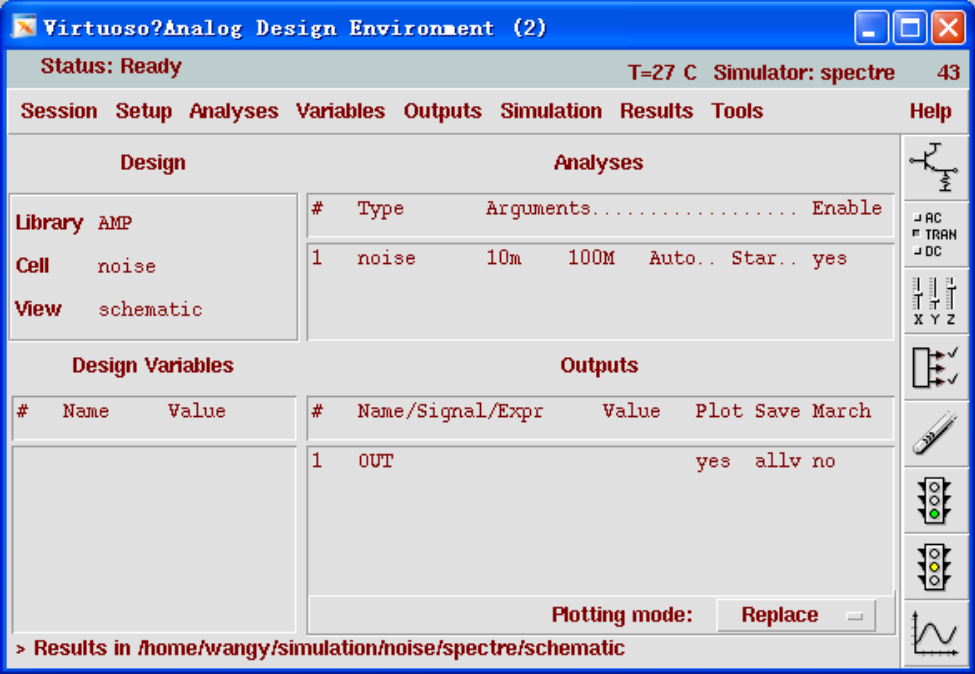 Virtuoso?Analog Design Environment (2)
Status: Ready
T=27 C Simulator: spectre 43
Session Setup Analyses Variables Outputs Simulation Results Tools Help
Design
Analyses
Library AMP
Cell noise
View schematic
# Type Arguments.................. Enable
1 noise 10m 100M Auto.. Star.. yes
Design Variables
Outputs
# Name Value
# Name/Signal/Expr Value Plot Save March
1 OUT yes allv no
Plotting mode: Replace
> Results in /home/wangy/simulation/noise/spectre/schematic
AC
TRAN
DC
X Y Z